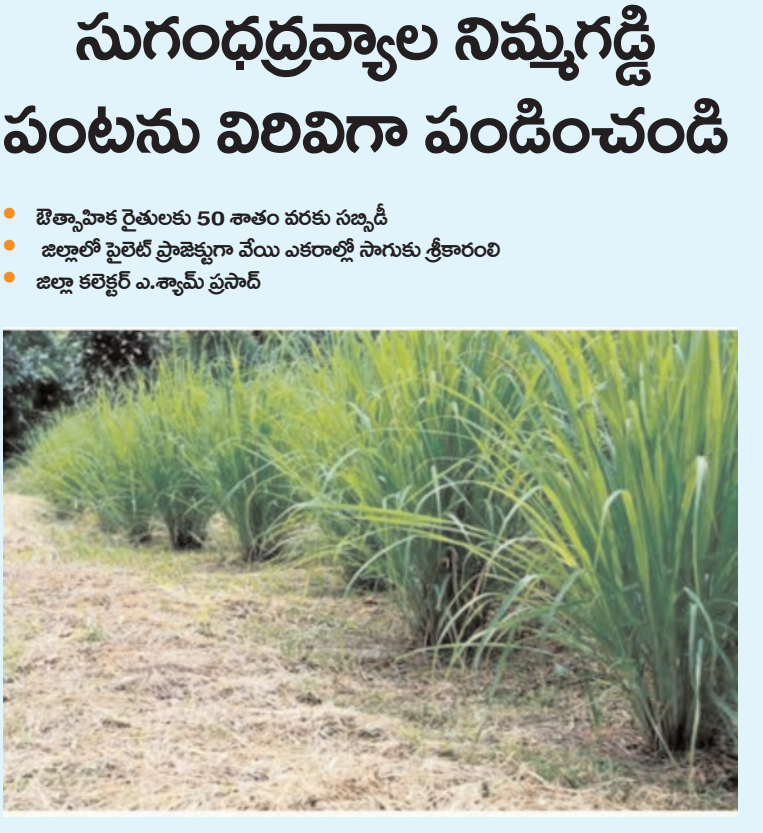 సుగంధద్రవ్యాల నిమ్మగడ్డి
పంటను విరివిగా పండించండి
• ఔత్సాహిక రైతులకు 50 శాతం వరకు సబ్సిడీ
• జిల్లాలో పైలెట్ ప్రాజెక్టుగా వేయి ఎకరాల్లో సాగుకు శ్రీకారంలి
• జిల్లా కలెక్టర్ ఎ.శ్యామ్ ప్రసాద్